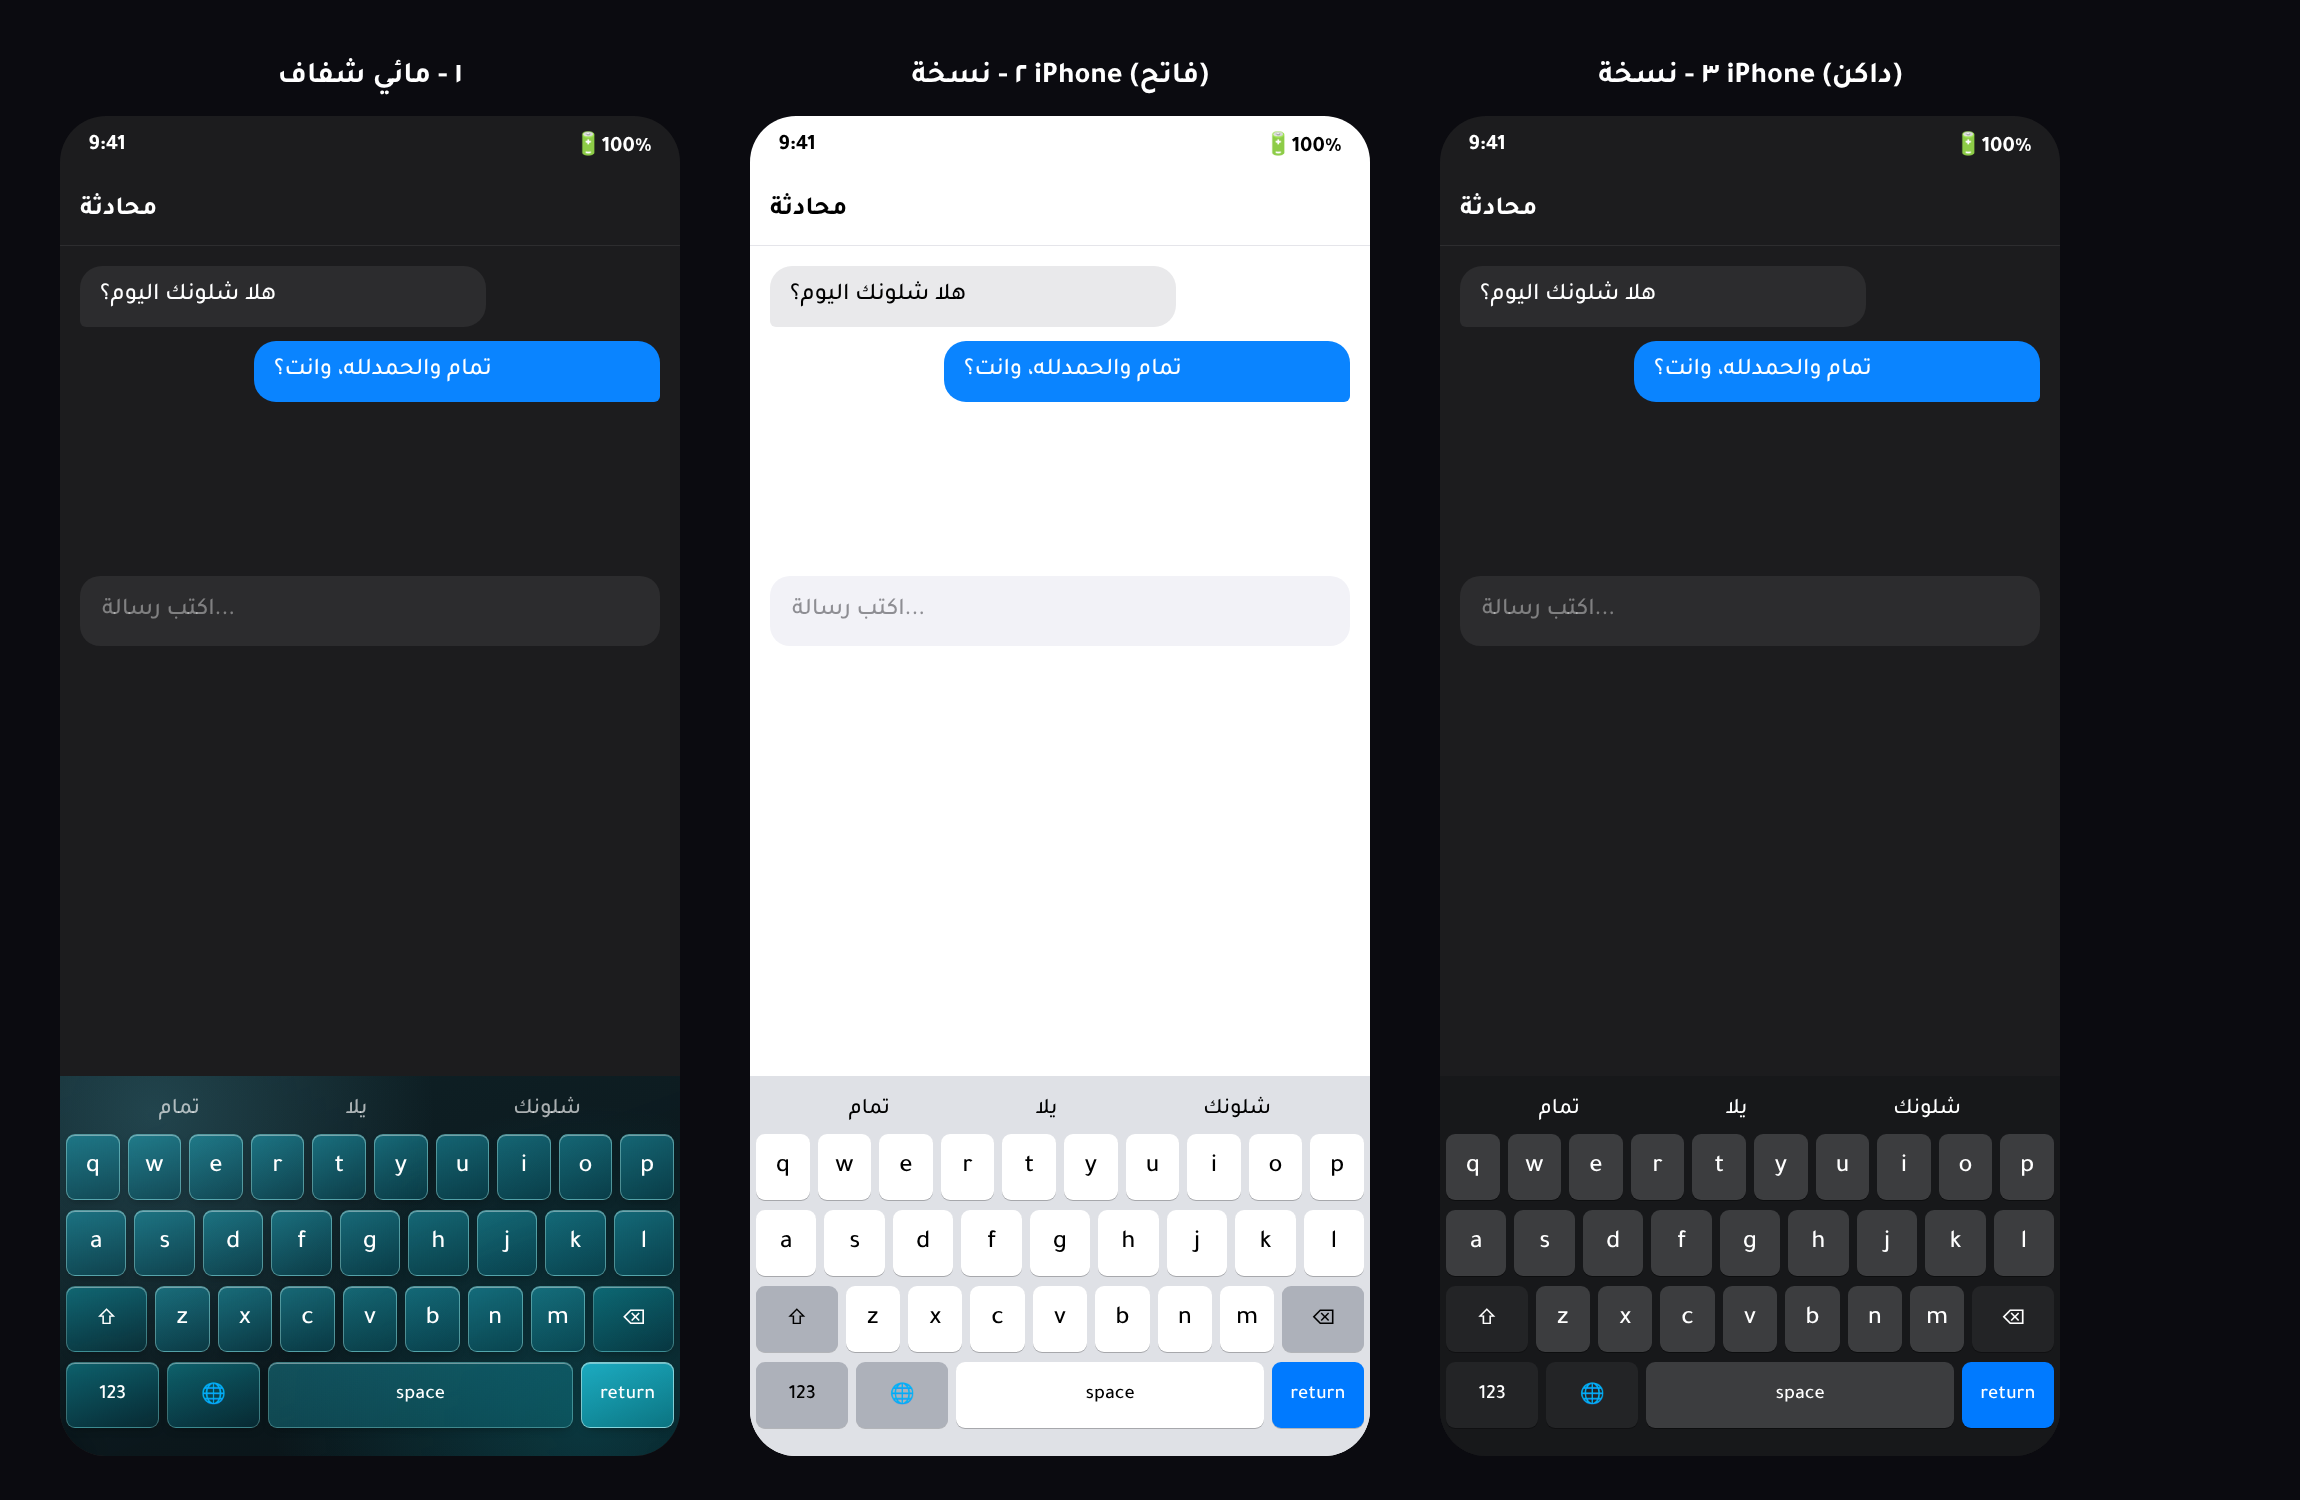 ١ - مائي شفاف
9:41
100%
محادثة
هلا شلونك اليوم؟
تمام والحمدلله، وانت؟
اكتب رسالة...
تمام يلا شلونك
q w e r t y u i o p
a s d f g h j k l
z x c v b n m
123 space return
٢ - نسخة iPhone (فاتح)
9:41
100%
محادثة
هلا شلونك اليوم؟
تمام والحمدلله، وانت؟
اكتب رسالة...
تمام يلا شلونك
q w e r t y u i o p
a s d f g h j k l
z x c v b n m
123 space return
٣ - نسخة iPhone (داكن)
9:41
100%
محادثة
هلا شلونك اليوم؟
تمام والحمدلله، وانت؟
اكتب رسالة...
تمام يلا شلونك
q w e r t y u i o p
a s d f g h j k l
z x c v b n m
123 space return